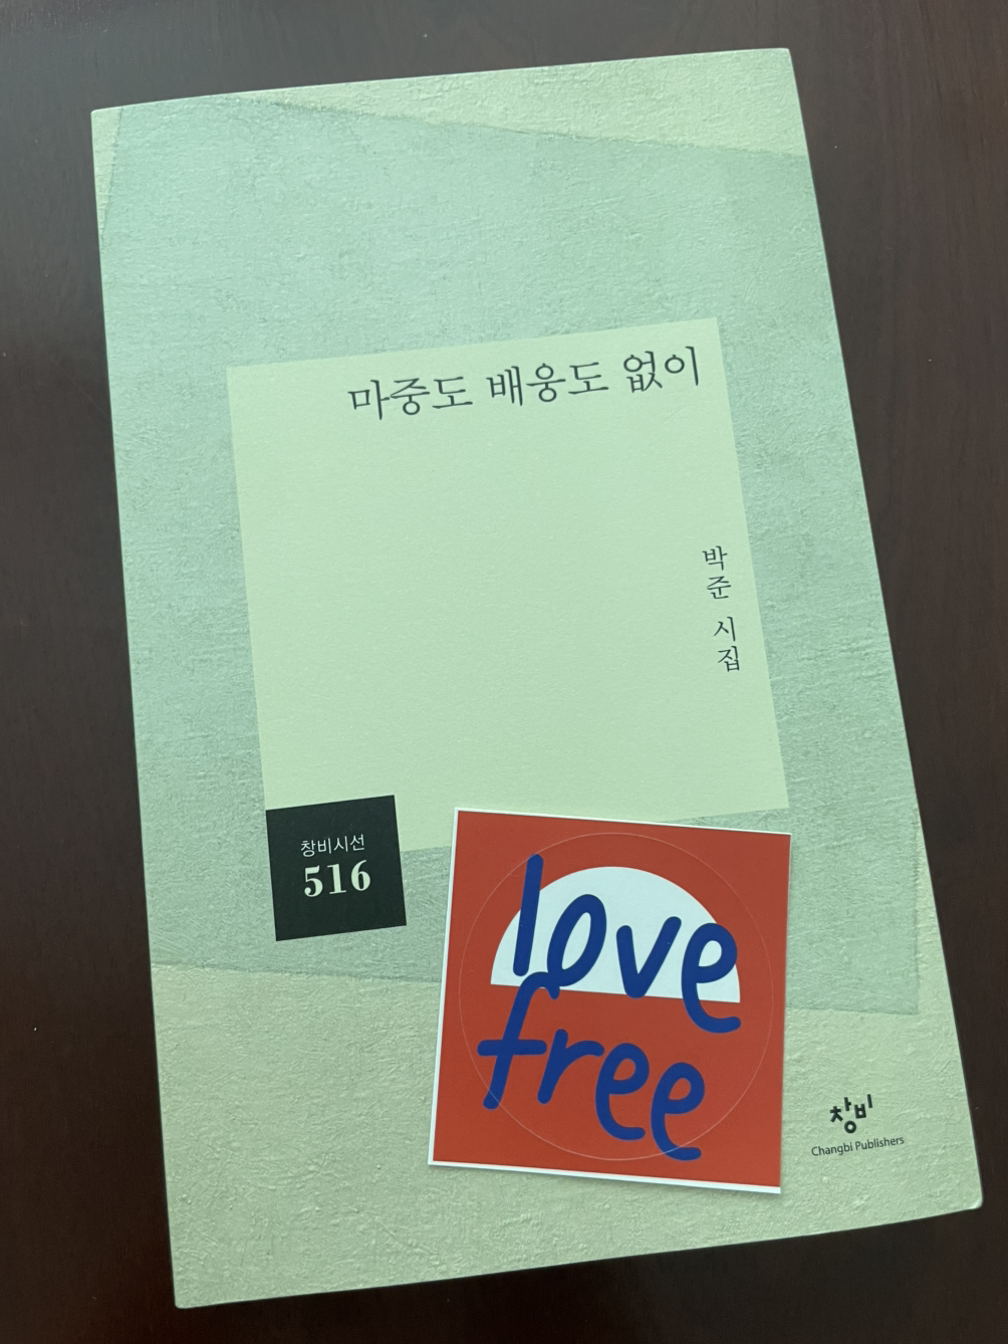 마중도 배웅도 없이
박준 시집
창비시선
516
love
free
창비
Changbi Publishers